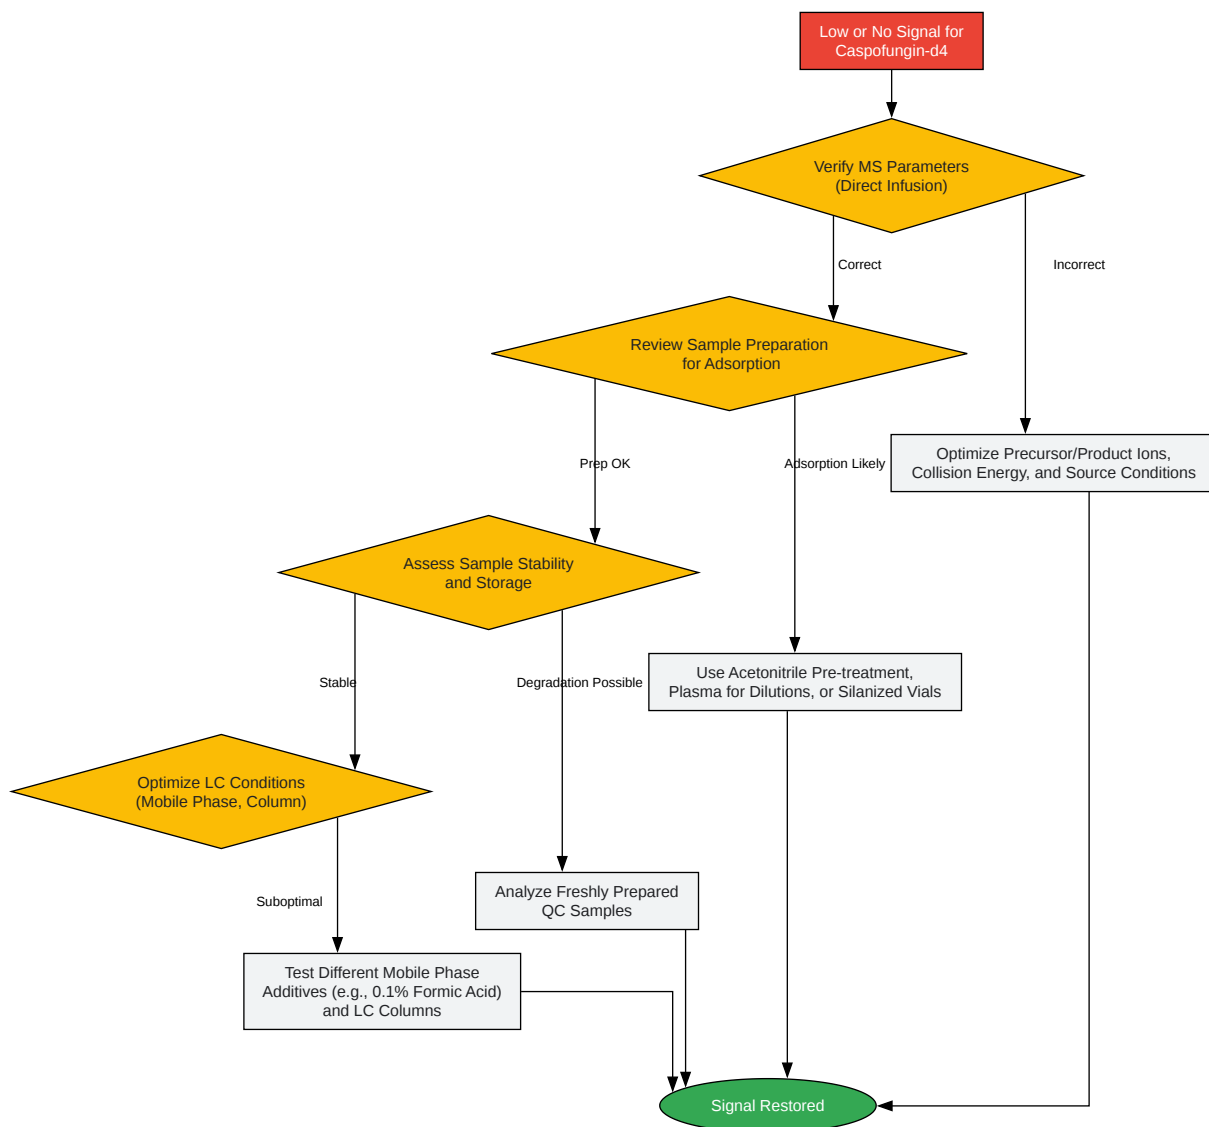 Low or No Signal for
Caspofungin-d4
Verify MS Parameters
(Direct Infusion)
Correct
Incorrect
Review Sample Preparation
for Adsorption
Prep OK
Adsorption Likely
Optimize Precursor/Product Ions,
Collision Energy, and Source Conditions
Assess Sample Stability
and Storage
Stable
Degradation Possible
Use Acetonitrile Pre-treatment,
Plasma for Dilutions, or Silanized Vials
Optimize LC Conditions
(Mobile Phase, Column)
Suboptimal
Analyze Freshly Prepared
QC Samples
Test Different Mobile Phase
Additives (e.g., 0.1% Formic Acid)
and LC Columns
Signal Restored